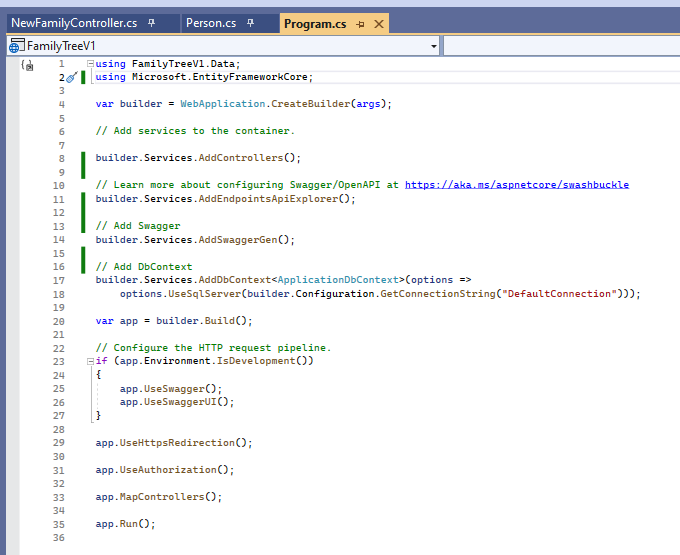 NewFamilyController.cs
Person.cs
Program.cs
FamilyTreeV1
1 using FamilyTreeV1.Data;
2 using Microsoft.EntityFrameworkCore;
3
4 var builder = WebApplication.CreateBuilder(args);
5
6 // Add services to the container.
7
8 builder.Services.AddControllers();
9
10 // Learn more about configuring Swagger/OpenAPI at https://aka.ms/aspnetcore/swashbuckle
11 builder.Services.AddEndpointsApiExplorer();
12
13 // Add Swagger
14 builder.Services.AddSwaggerGen();
15
16 // Add DbContext
17 builder.Services.AddDbContext<ApplicationDbContext>(options =>
18 options.UseSqlServer(builder.Configuration.GetConnectionString("DefaultConnection")));
19
20 var app = builder.Build();
21
22 // Configure the HTTP request pipeline.
23 if (app.Environment.IsDevelopment())
24 {
25 app.UseSwagger();
26 app.UseSwaggerUI();
27 }
28
29 app.UseHttpsRedirection();
30
31 app.UseAuthorization();
32
33 app.MapControllers();
34
35 app.Run();
36